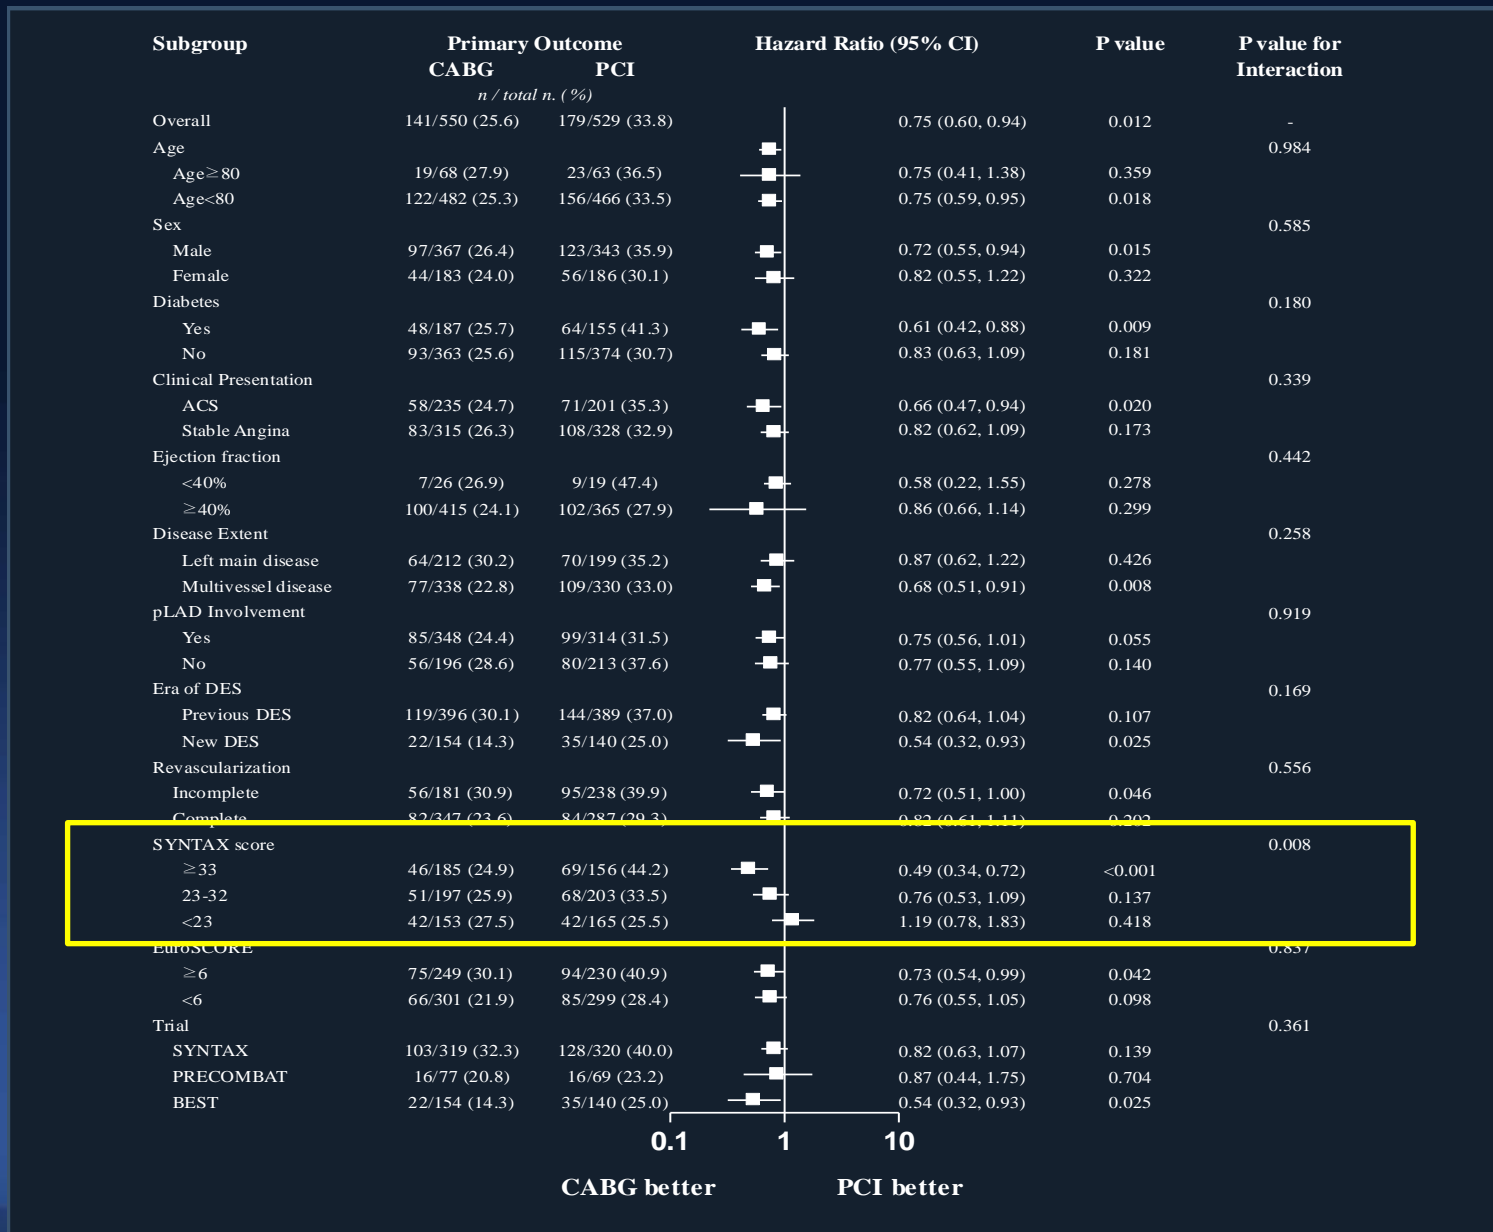 Subgroup Primary Outcome Hazard Ratio (95% CI) P value P value for
CABG PCI Interaction
n / total n. (%)
Overall 141/550 (25.6) 179/529 (33.8) 0.75 (0.60, 0.94) 0.012 -
Age 0.984
Age≥80 19/68 (27.9) 23/63 (36.5) 0.75 (0.41, 1.38) 0.359
Age<80 122/482 (25.3) 156/466 (33.5) 0.75 (0.59, 0.95) 0.018
Sex 0.585
Male 97/367 (26.4) 123/343 (35.9) 0.72 (0.55, 0.94) 0.015
Female 44/183 (24.0) 56/186 (30.1) 0.82 (0.55, 1.22) 0.322
Diabetes 0.180
Yes 48/187 (25.7) 64/155 (41.3) 0.61 (0.42, 0.88) 0.009
No 93/363 (25.6) 115/374 (30.7) 0.83 (0.63, 1.09) 0.181
Clinical Presentation 0.339
ACS 58/235 (24.7) 71/201 (35.3) 0.66 (0.47, 0.94) 0.020
Stable Angina 83/315 (26.3) 108/328 (32.9) 0.82 (0.62, 1.09) 0.173
Ejection fraction 0.442
<40% 7/26 (26.9) 9/19 (47.4) 0.58 (0.22, 1.55) 0.278
≥40% 100/415 (24.1) 102/365 (27.9) 0.86 (0.66, 1.14) 0.299
Disease Extent 0.258
Left main disease 64/212 (30.2) 70/199 (35.2) 0.87 (0.62, 1.22) 0.426
Multivessel disease 77/338 (22.8) 109/330 (33.0) 0.68 (0.51, 0.91) 0.008
pLAD Involvement 0.919
Yes 85/348 (24.4) 99/314 (31.5) 0.75 (0.56, 1.01) 0.055
No 56/196 (28.6) 80/213 (37.6) 0.77 (0.55, 1.09) 0.140
Era of DES 0.169
Previous DES 119/396 (30.1) 144/389 (37.0) 0.82 (0.64, 1.04) 0.107
New DES 22/154 (14.3) 35/140 (25.0) 0.54 (0.32, 0.93) 0.025
Revascularization 0.556
Incomplete 56/181 (30.9) 95/238 (39.9) 0.72 (0.51, 1.00) 0.046
Complete 82/347 (23.6) 84/287 (29.3) 0.82 (0.61, 1.11) 0.202
SYNTAX score 0.008
≥33 46/185 (24.9) 69/156 (44.2) 0.49 (0.34, 0.72) <0.001
23-32 51/197 (25.9) 68/203 (33.5) 0.76 (0.53, 1.09) 0.137
<23 42/153 (27.5) 42/165 (25.5) 1.19 (0.78, 1.83) 0.418
EuroSCORE 0.837
≥6 75/249 (30.1) 94/230 (40.9) 0.73 (0.54, 0.99) 0.042
<6 66/301 (21.9) 85/299 (28.4) 0.76 (0.55, 1.05) 0.098
Trial 0.361
SYNTAX 103/319 (32.3) 128/320 (40.0) 0.82 (0.63, 1.07) 0.139
PRECOMBAT 16/77 (20.8) 16/69 (23.2) 0.87 (0.44, 1.75) 0.704
BEST 22/154 (14.3) 35/140 (25.0) 0.54 (0.32, 0.93) 0.025
0.1 1 10
CABG better PCI better